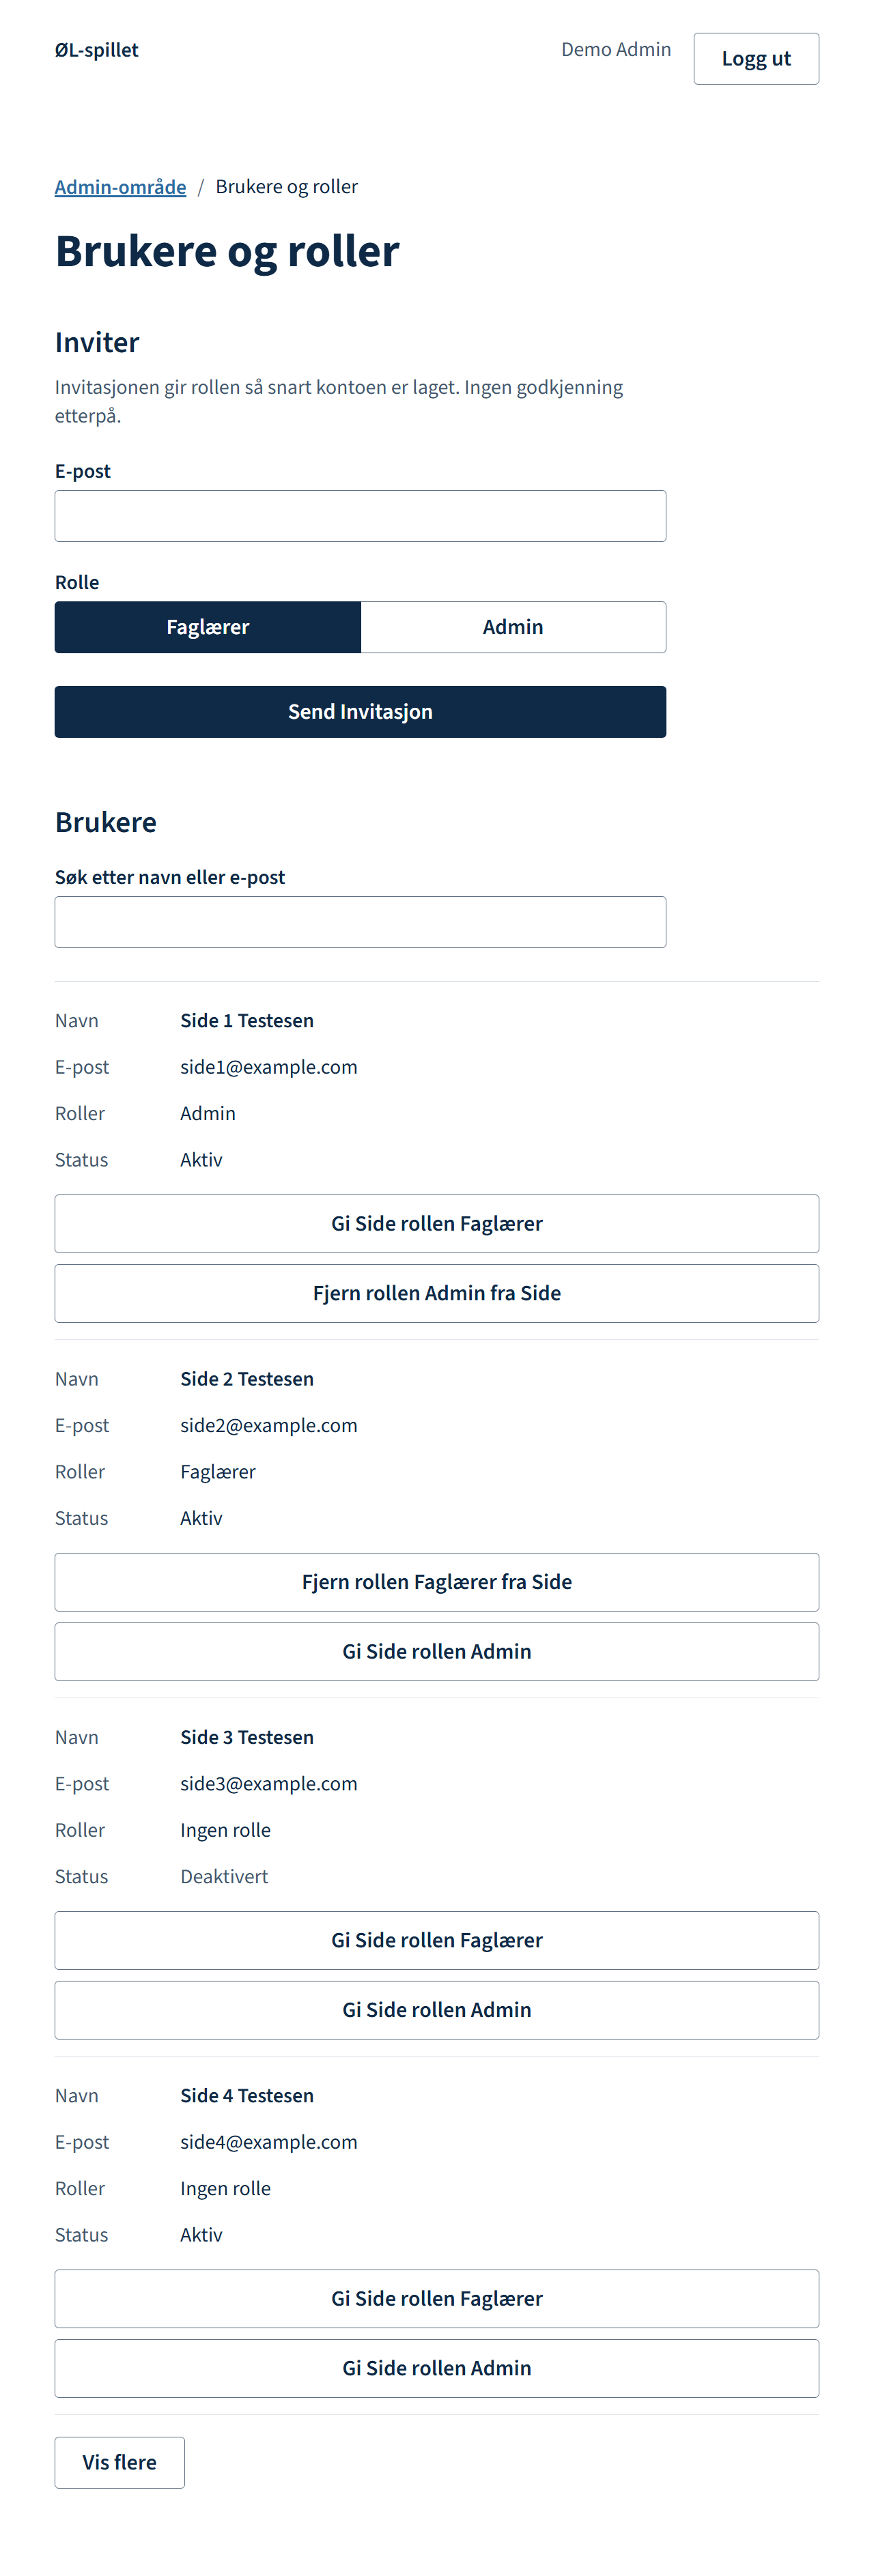 ØL-spillet
Demo Admin
Logg ut
Admin-område / Brukere og roller
Brukere og roller
Inviter
Invitasjonen gir rollen så snart kontoen er laget. Ingen godkjenning
etterpå.
E-post
Rolle
Faglærer
Admin
Send Invitasjon
Brukere
Søk etter navn eller e-post
Navn Side 1 Testesen
E-post side1@example.com
Roller Admin
Status Aktiv
Gi Side rollen Faglærer
Fjern rollen Admin fra Side
Navn Side 2 Testesen
E-post side2@example.com
Roller Faglærer
Status Aktiv
Fjern rollen Faglærer fra Side
Gi Side rollen Admin
Navn Side 3 Testesen
E-post side3@example.com
Roller Ingen rolle
Status Deaktivert
Gi Side rollen Faglærer
Gi Side rollen Admin
Navn Side 4 Testesen
E-post side4@example.com
Roller Ingen rolle
Status Aktiv
Gi Side rollen Faglærer
Gi Side rollen Admin
Vis flere